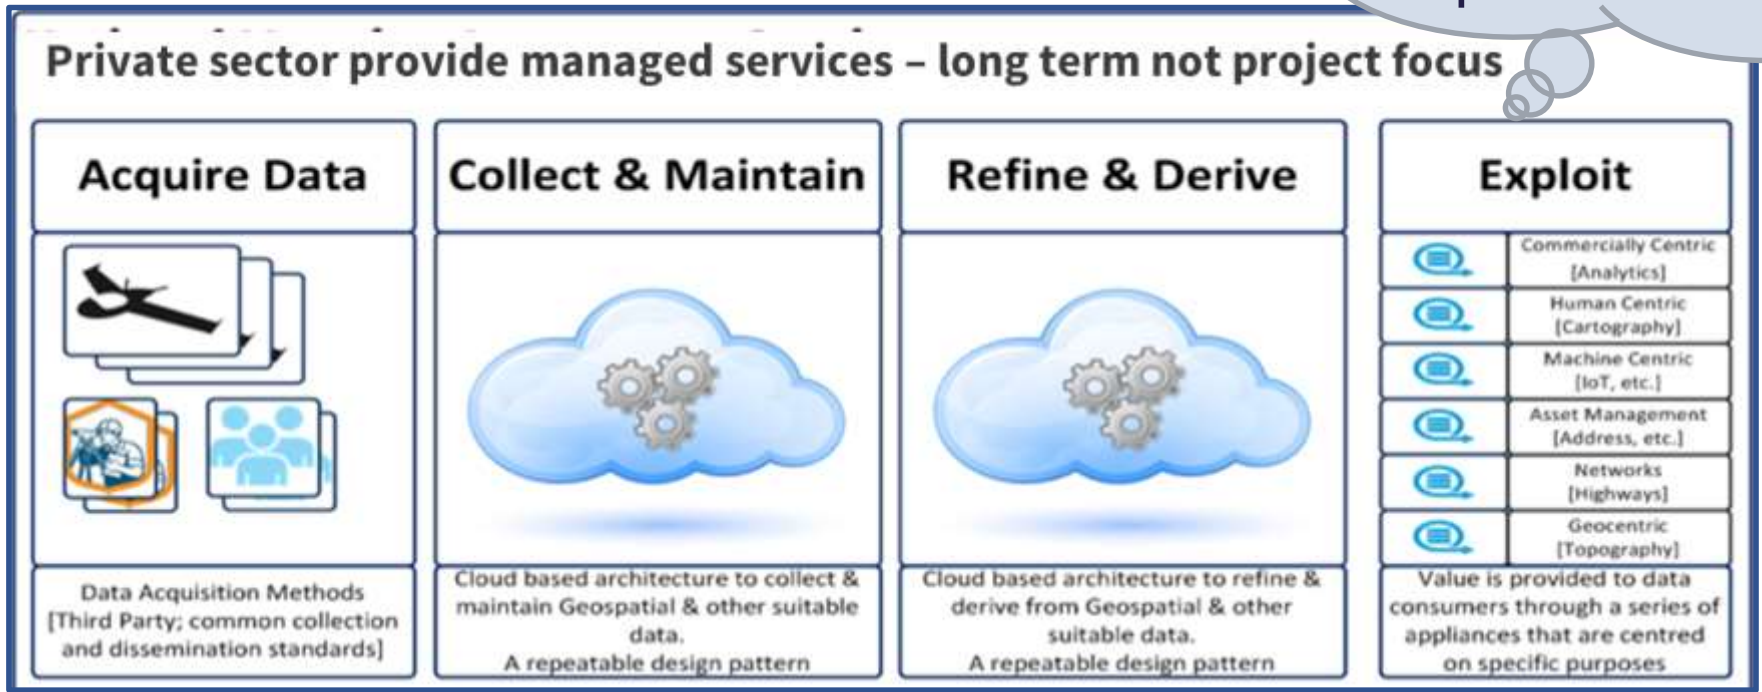 Private sector provide managed services – long term not project focus
Acquire Data
Data Acquisition Methods
[Third Party; common collection
and dissemination standards]
Collect & Maintain
Cloud based architecture to collect &
maintain Geospatial & other suitable
data.
A repeatable design pattern
Refine & Derive
Cloud based architecture to refine &
derive from Geospatial & other
suitable data.
A repeatable design pattern
Exploit
Commercially Centric
[Analytics]
Human Centric
[Cartography]
Machine Centric
[IoT, etc.]
Asset Management
[Address, etc.]
Networks
[Highways]
Geocentric
[Topography]
Value is provided to data
consumers through a series of
appliances that are centred
on specific purposes